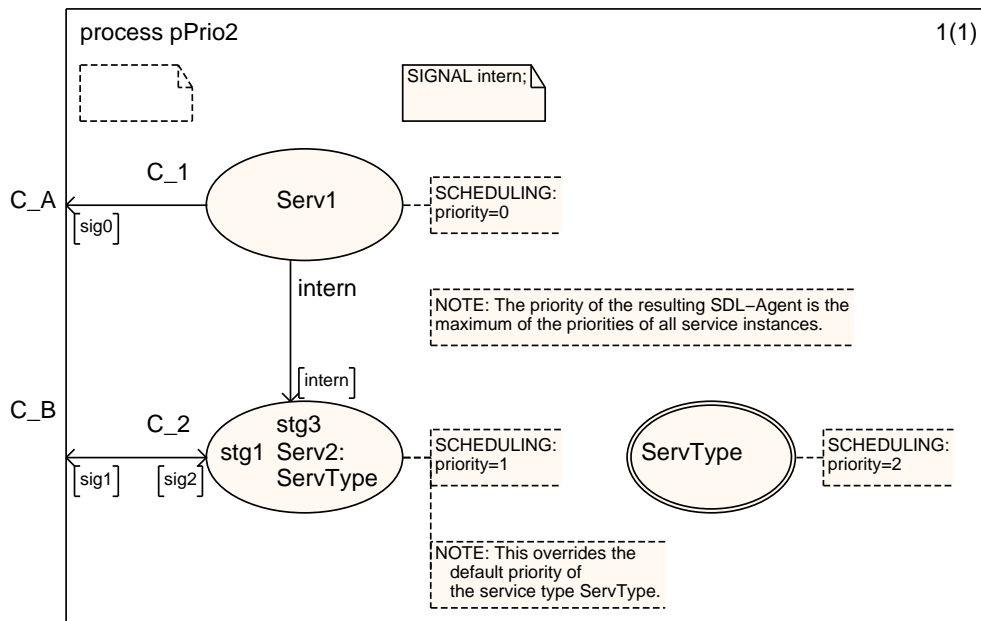 process pPrio2
1(1)
SIGNAL intern;
C_1
C_A
Serv1
SCHEDULING:
priority=0
[sig0]
intern
NOTE: The priority of the resulting SDL–Agent is the
maximum of the priorities of all service instances.
[intern]
C_B
C_2
stg3
stg1 Serv2:
ServType
SCHEDULING:
priority=1
ServType
SCHEDULING:
priority=2
[sig1]
[sig2]
NOTE: This overrides the
default priority of
the service type ServType.